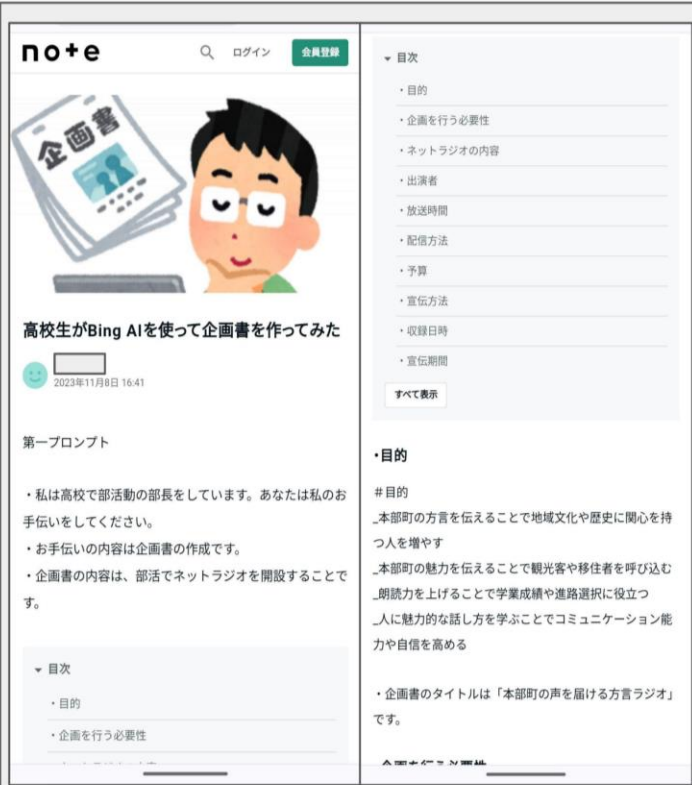 note
ログイン
会員登録
企画書
高校生がBing AIを使って企画書を作ってみた
2023年11月8日 16:41
第一プロンプト
・私は高校で部活動の部長をしています。あなたは私のお
手伝いをしてください。
・お手伝いの内容は企画書の作成です。
・企画書の内容は、部活でネットラジオを開設することで
す。
目次
・目的
・企画を行う必要性
目次
・目的
・企画を行う必要性
・ネットラジオの内容
・出演者
・放送時間
・配信方法
・予算
・宣伝方法
・収録日時
・宣伝期間
すべて表示
・目的
#目的
_本部町の方言を伝えることで地域文化や歴史に関心を持
つ人を増やす
_本部町の魅力を伝えることで観光客や移住者を呼び込む
_朗読力を上げることで学業成績や進路選択に役立つ
_人に魅力的な話し方を学ぶことでコミュニケーション能
力や自信を高める
・企画書のタイトルは「本部町の声を届ける方言ラジオ」
です。